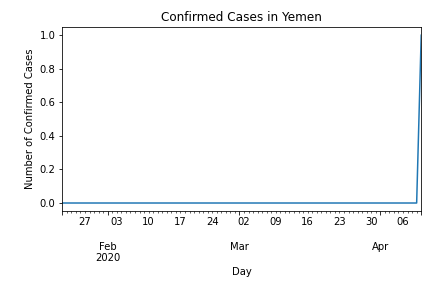 Confirmed Cases in Yemen
Number of Confirmed Cases
1.0
0.8
0.6
0.4
0.2
0.0
27 03 10 17 24 02 09 16 23 30 06
Feb Mar Apr
2020
Day